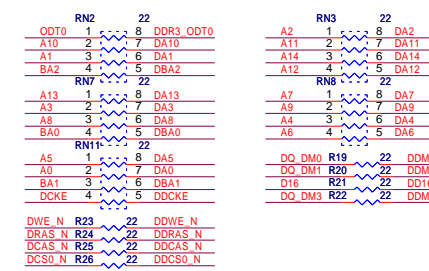 RN2 22
ODT0 1 8 DDR3_ODT0
A10 2 7 DA10
A1 3 6 DA1
BA2 4 5 DBA2
RN7 22
A13 1 8 DA13
A3 2 7 DA3
A8 3 6 DA8
BA0 4 5 DBA0
RN11 22
A5 1 8 DA5
A0 2 7 DA0
BA1 3 6 DBA1
DCKE 4 5 DDCKE
DWE_N R23 22 DDWE_N
DRAS_N R24 22 DDRAS_N
DCAS_N R25 22 DDCAS_N
DCS0_N R26 22 DDCS0_N
RN3 22
A2 1 8 DA2
A11 2 7 DA11
A14 3 6 DA14
A12 4 5 DA12
RN8 22
A7 1 8 DA7
A9 2 7 DA9
A4 3 6 DA4
A6 4 5 DA6
DQ_DM0 R19 22 DDM
DQ_DM1 R20 22 DDM
D16 R21 22 DD16
DQ_DM3 R22 22 DDM